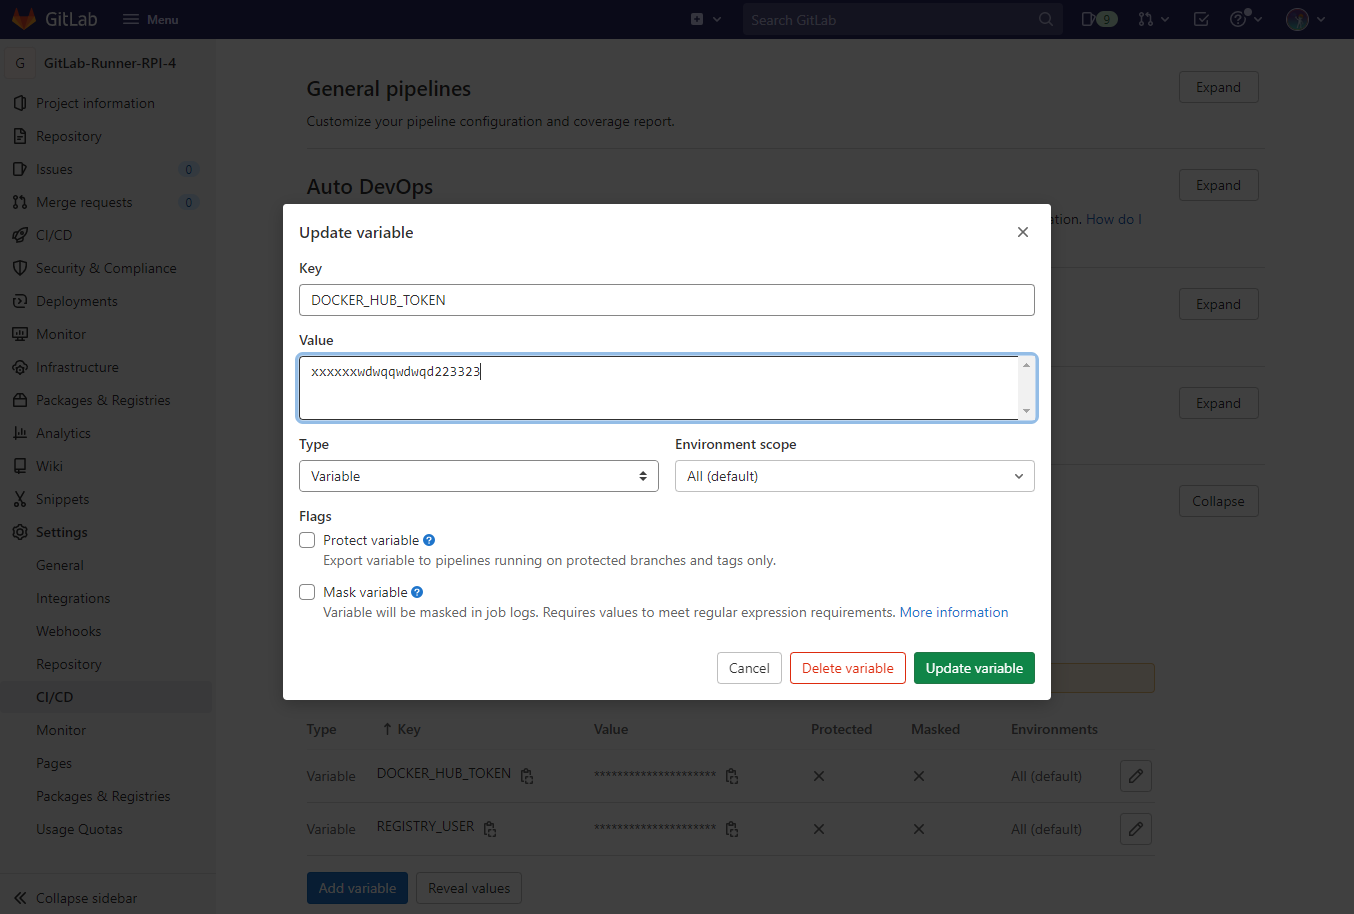 GitLab
Menu
Search GitLab
9
G GitLab-Runner-RPI-4
Project information
Repository
Issues 0
Merge requests 0
CI/CD
Security & Compliance
Deployments
Monitor
Infrastructure
Packages & Registries
Analytics
Wiki
Snippets
Settings
General
Integrations
Webhooks
Repository
CI/CD
Monitor
Pages
Packages & Registries
Usage Quotas
Collapse sidebar
General pipelines
Expand
Customize your pipeline configuration and coverage report.
Auto DevOps
Expand
ation. How do I
Expand
Expand
Collapse
Update variable
Key
DOCKER_HUB_TOKEN
Value
xxxxxxwdwqqwdwqd223323
Type
Environment scope
Variable
All (default)
Flags
Protect variable
Export variable to pipelines running on protected branches and tags only.
Mask variable
Variable will be masked in job logs. Requires values to meet regular expression requirements. More information
Cancel
Delete variable
Update variable
Type ↑ Key Value Protected Masked Environments
Variable DOCKER_HUB_TOKEN ********************* All (default)
Variable REGISTRY_USER ********************* All (default)
Add variable
Reveal values